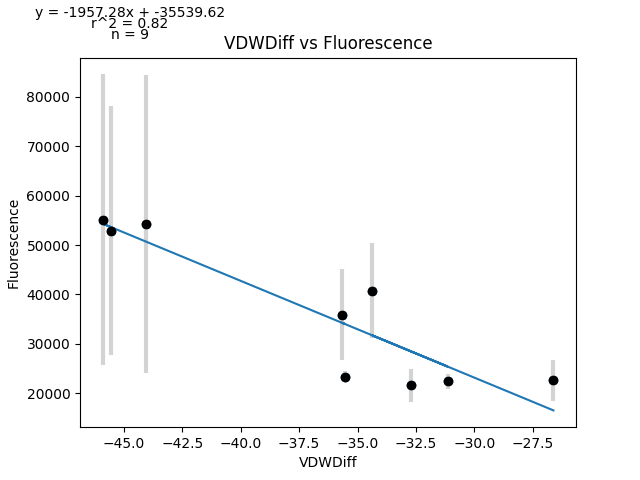 y = -1957.28x + -35539.62
r^2 = 0.82
n = 9
VDWDiff vs Fluorescence
80000
70000
60000
50000
40000
30000
20000
Fluorescence
−45.0 −42.5 −40.0 −37.5 −35.0 −32.5 −30.0 −27.5
VDWDiff